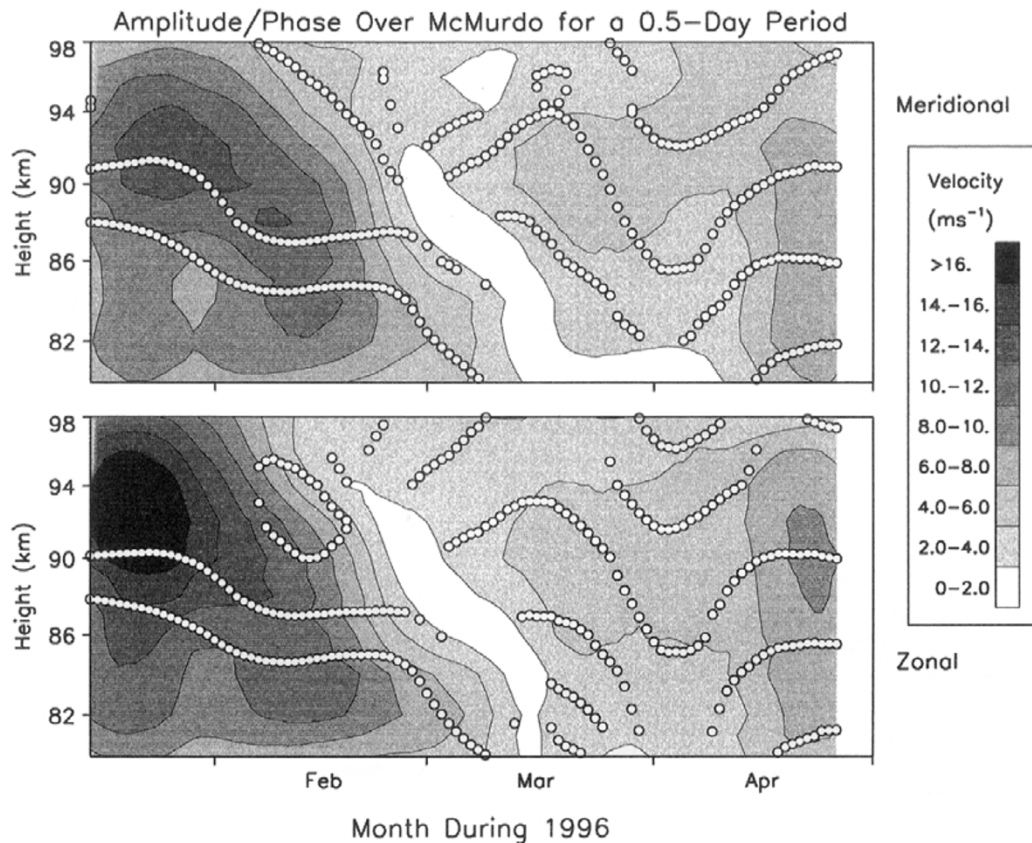 Amplitude/Phase Over McMurdo for a 0.5-Day Period
98
94
90
86
82
Height (km)
Meridional
98
94
90
86
82
Height (km)
Velocity
(ms⁻¹)
>16.
14.-16.
12.-14.
10.-12.
8.0-10.
6.0-8.0
4.0-6.0
2.0-4.0
0-2.0
Zonal
Feb Mar Apr
Month During 1996